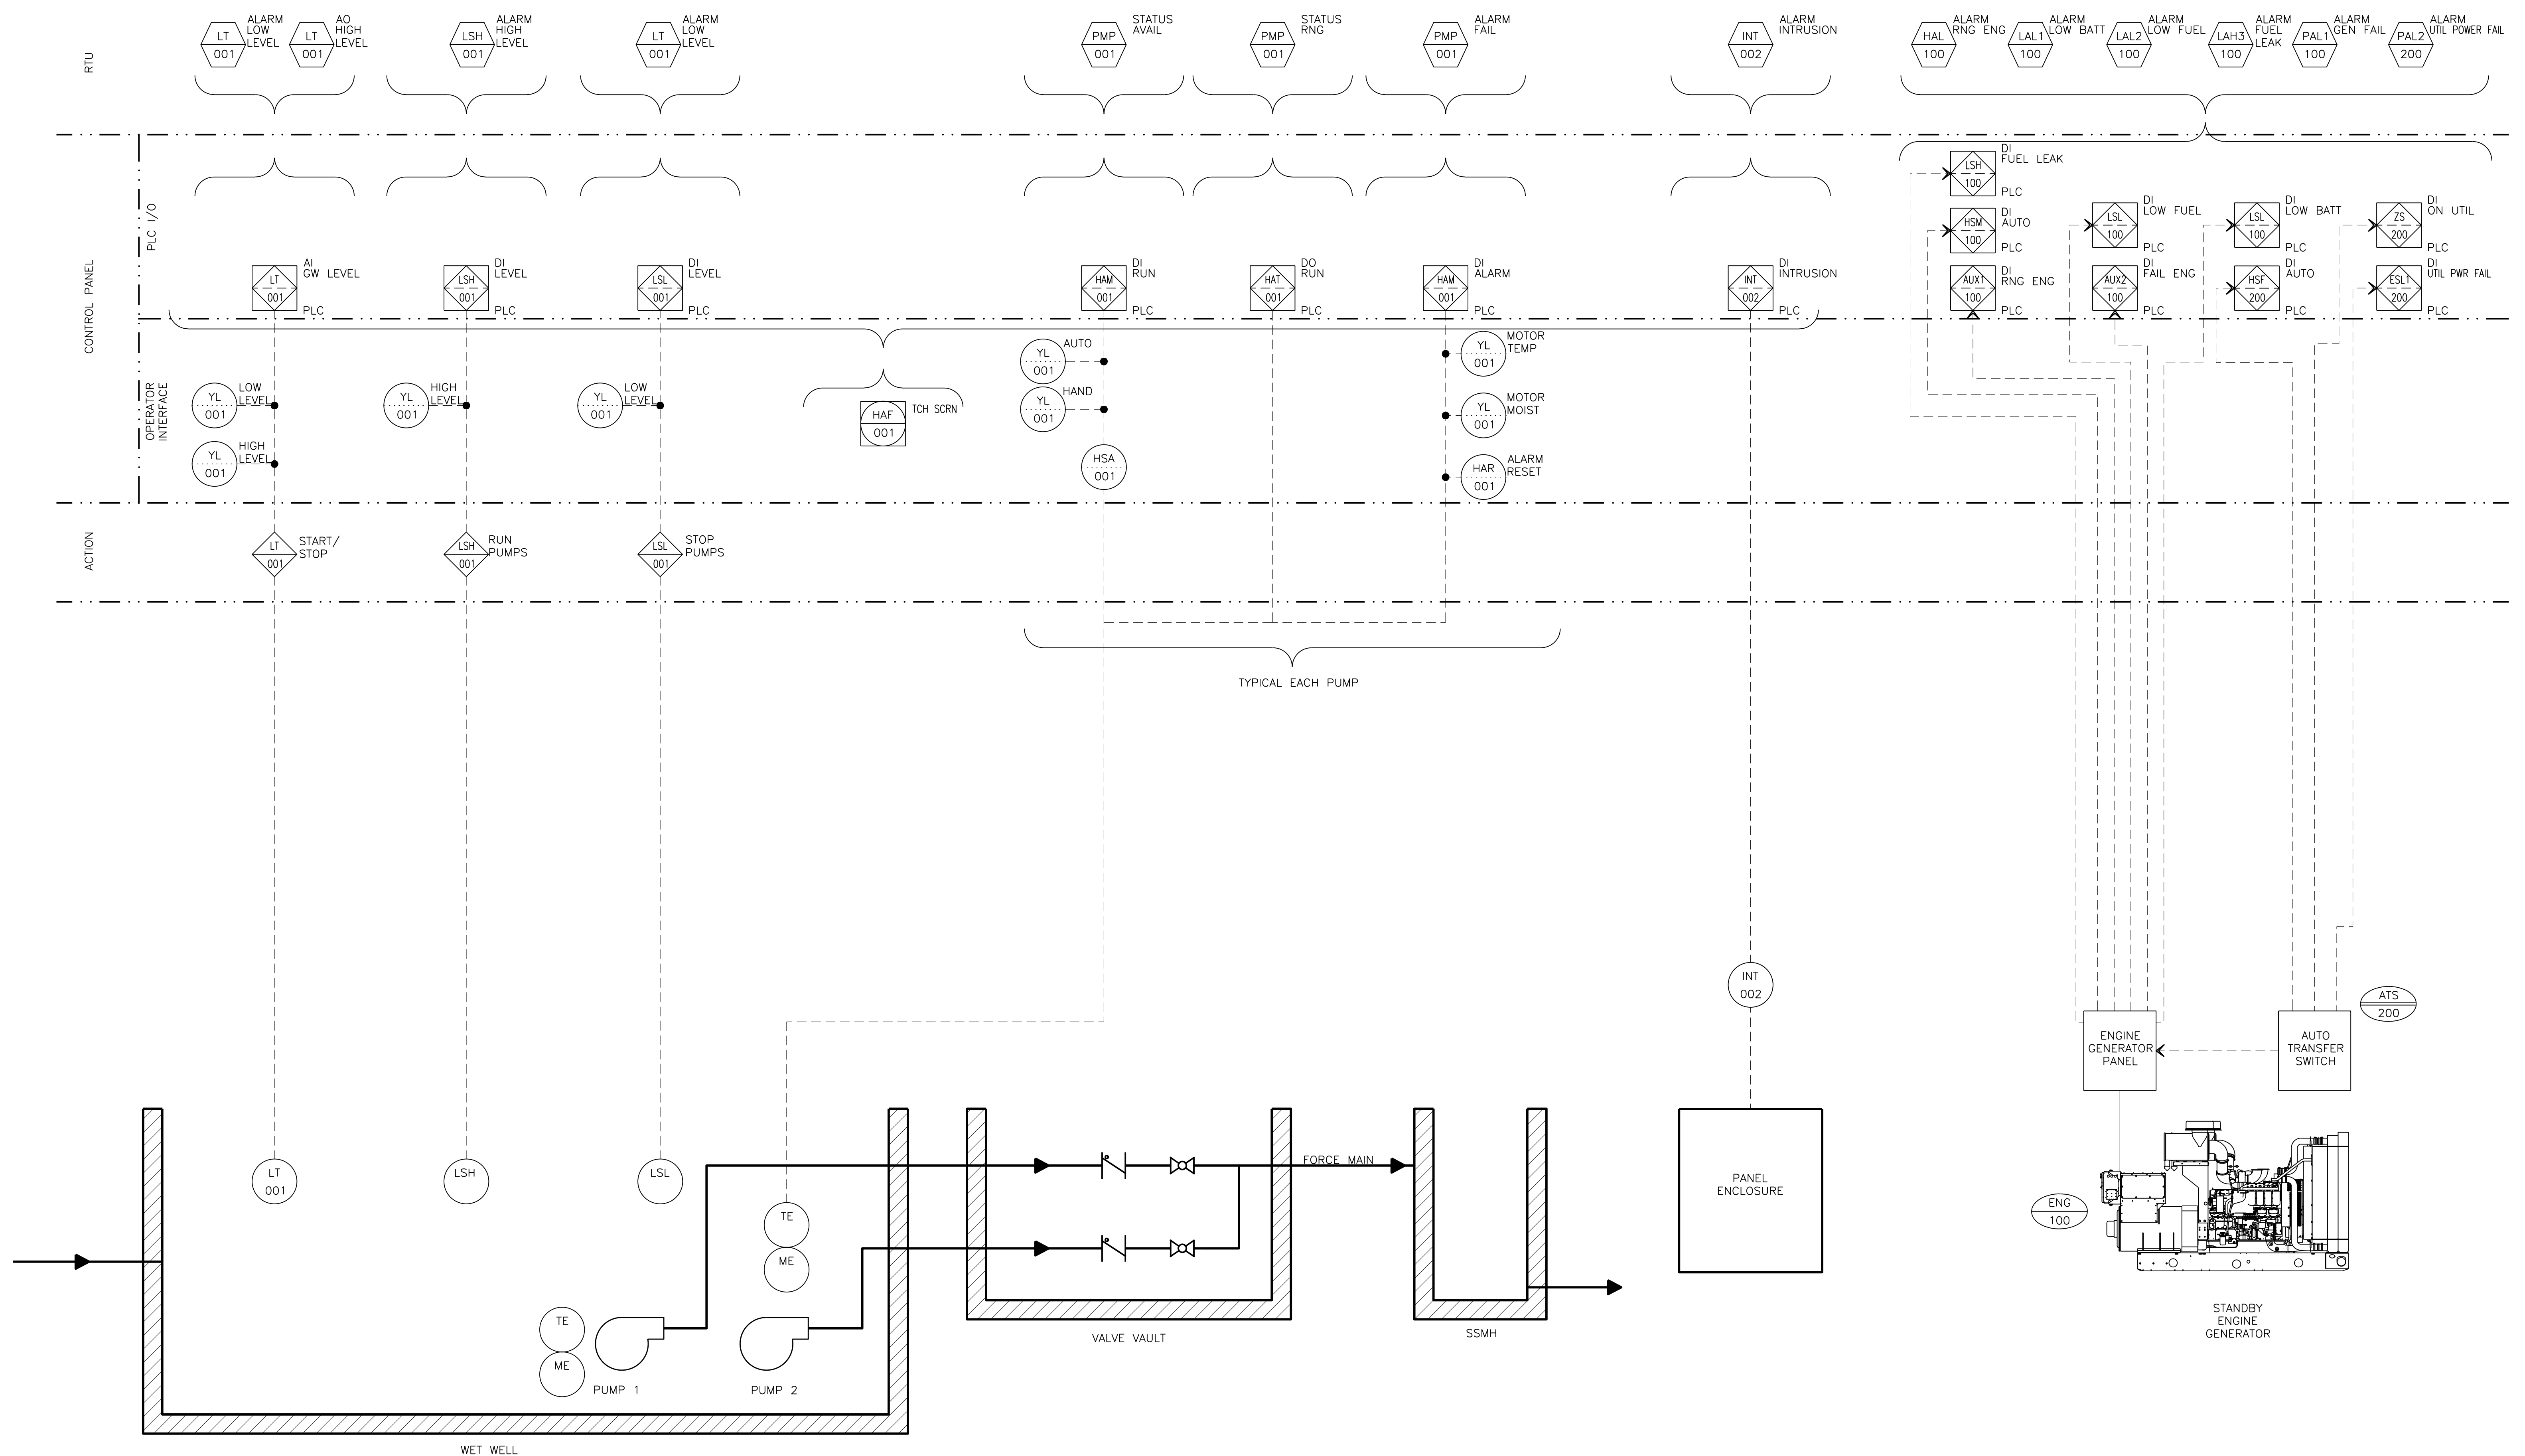 RTU
LT
001
ALARM
LOW
LEVEL
LT
001
AO
HIGH
LEVEL
LSH
001
ALARM
HIGH
LEVEL
LT
001
ALARM
LOW
LEVEL
PMP
001
STATUS
AVAIL
PMP
001
STATUS
RNG
PMP
001
ALARM
FAIL
INT
002
ALARM
INTRUSION
HAL
100
ALARM
RNG ENG
LAL1
100
ALARM
LOW BATT
LAL2
100
ALARM
LOW FUEL
LAH3
100
ALARM
FUEL
LEAK
PAL1
100
ALARM
GEN FAIL
PAL2
200
ALARM
UTIL POWER FAIL
CONTROL PANEL
PLC I/O
LSH
100
DI
FUEL LEAK
PLC
HSM
100
DI
AUTO
PLC
LSL
100
DI
LOW FUEL
PLC
LSL
100
DI
LOW BATT
PLC
ZS
200
DI
ON UTIL
PLC
LT
001
AI
GW LEVEL
PLC
LSH
001
DI
LEVEL
PLC
LSL
001
DI
LEVEL
PLC
HAM
001
DI
RUN
PLC
HAT
001
DO
RUN
PLC
HAM
001
DI
ALARM
PLC
INT
002
DI
INTRUSION
PLC
AUX1
100
DI
RNG ENG
PLC
AUX2
100
DI
FAIL ENG
PLC
HSF
200
DI
AUTO
PLC
ESL1
200
DI
UTIL PWR FAIL
PLC
OPERATOR
INTERFACE
YL
001
LOW
LEVEL
YL
001
HIGH
LEVEL
YL
001
HIGH
LEVEL
YL
001
LOW
LEVEL
HAF
001
TCH SCRN
YL
001
AUTO
YL
001
HAND
HSA
001
YL
001
MOTOR
TEMP
YL
001
MOTOR
MOIST
HAR
001
ALARM
RESET
ACTION
LT
001
START/
STOP
LSH
001
RUN
PUMPS
LSL
001
STOP
PUMPS
TYPICAL EACH PUMP
INT
002
ATS
200
ENGINE
GENERATOR
PANEL
AUTO
TRANSFER
SWITCH
LT
001
LSH
LSL
TE
ME
TE
ME
PUMP 1
PUMP 2
WET WELL
VALVE VAULT
FORCE MAIN
SSMH
PANEL
ENCLOSURE
ENG
100
STANDBY
ENGINE
GENERATOR